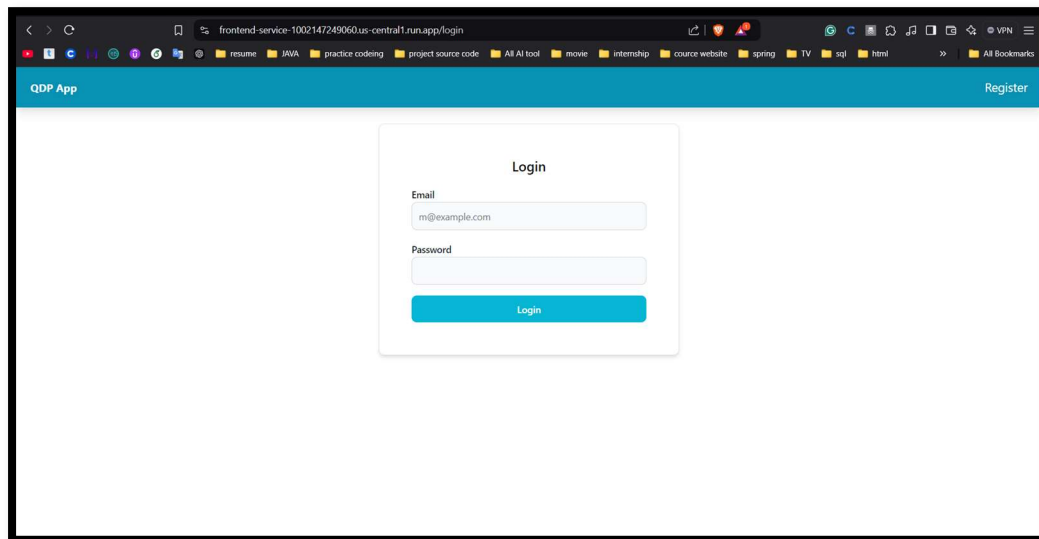 frontend-service-1002147249060.us-central1.run.app/login
VPN
resume JAVA practice codeing project source code All AI tool movie internship cource website spring TV sql html » All Bookmarks
QDP App Register
Login
Email
m@example.com
Password
Login